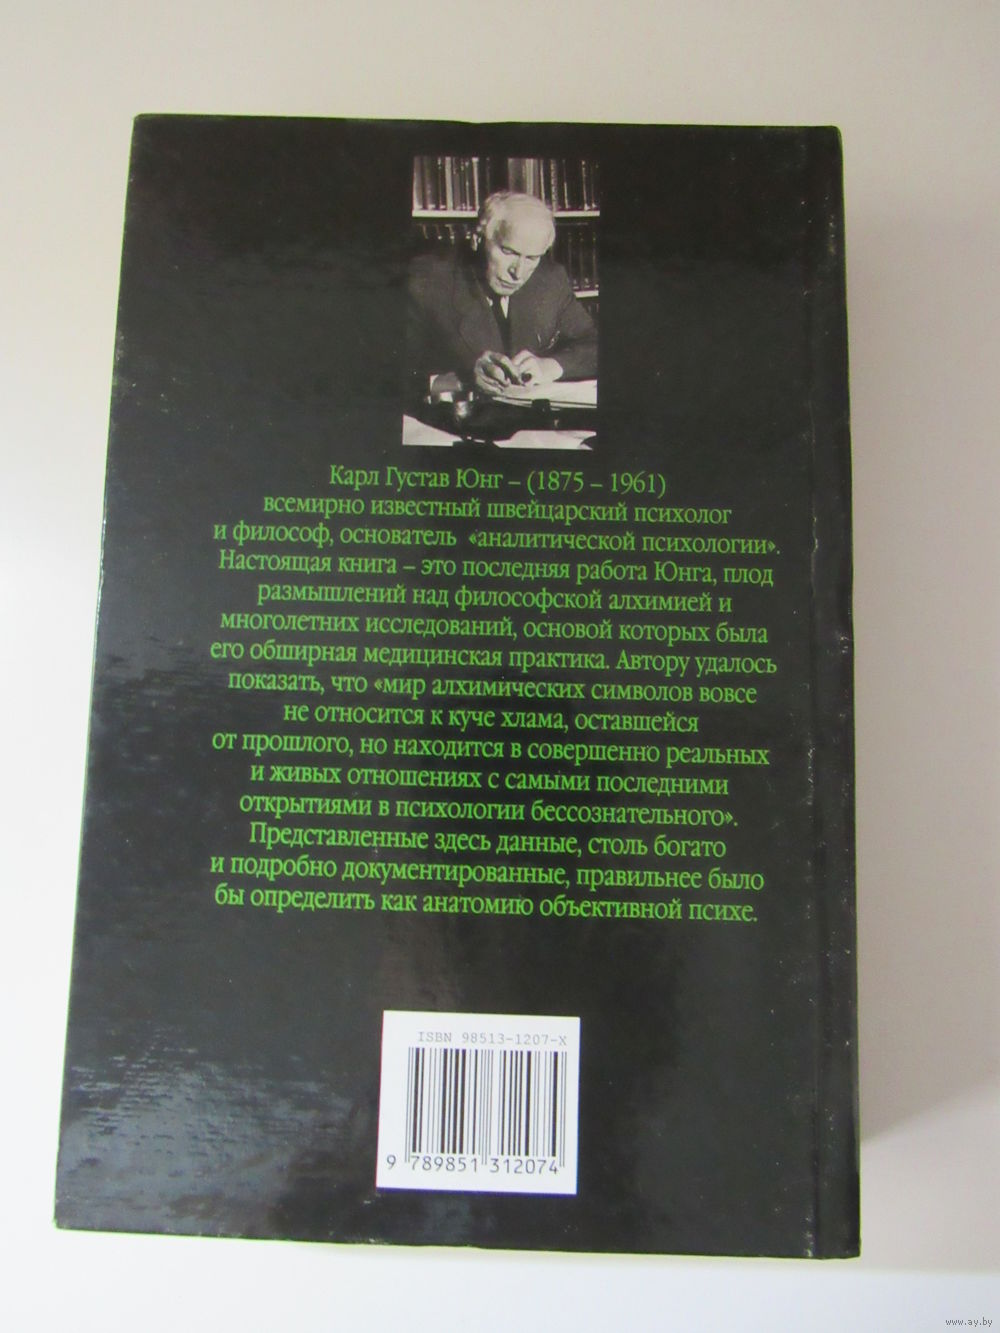 Карл Густав Юнг – (1875 – 1961)
всемирно известный швейцарский психолог
и философ, основатель «аналитической психологии».
Настоящая книга – это последняя работа Юнга, плод
размышлений над философской алхимией и
многолетних исследований, основой которых была
его обширная медицинская практика. Автору удалось
показать, что «мир алхимических символов вовсе
не относится к куче хлама, оставшейся
от прошлого, но находится в совершенно реальных
и живых отношениях с самыми последними
открытиями в психологии бессознательного».
Представленные здесь данные, столь богато
и подробно документированные, правильнее было
бы определить как анатомию объективной психе.
ISBN 98513-1207-X
9 789851 312074
www.ay.by